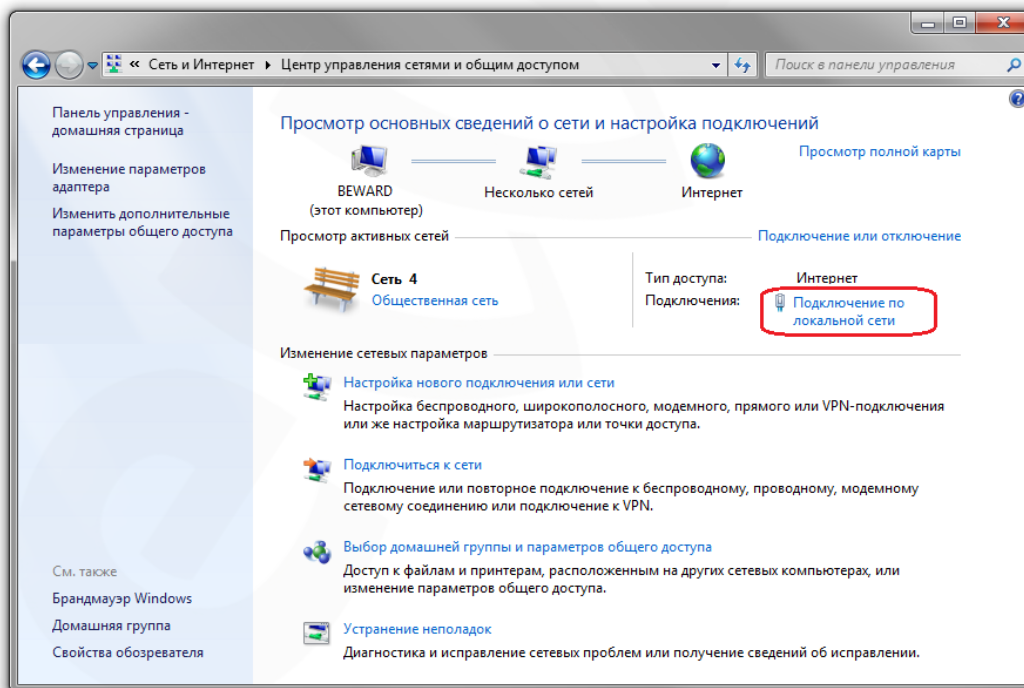 « Сеть и Интернет ▸ Центр управления сетями и общим доступом
Поиск в панели управления
Панель управления -
домашняя страница
Изменение параметров
адаптера
Изменить дополнительные
параметры общего доступа
Просмотр основных сведений о сети и настройка подключений
Просмотр полной карты
BEWARD
(этот компьютер)
Несколько сетей
Интернет
Просмотр активных сетей
Подключение или отключение
Сеть 4
Общественная сеть
Тип доступа: Интернет
Подключения: Подключение по
локальной сети
Изменение сетевых параметров
Настройка нового подключения или сети
Настройка беспроводного, широкополосного, модемного, прямого или VPN-подключения
или же настройка маршрутизатора или точки доступа.
Подключиться к сети
Подключение или повторное подключение к беспроводному, проводному, модемному
сетевому соединению или подключение к VPN.
Выбор домашней группы и параметров общего доступа
Доступ к файлам и принтерам, расположенным на других сетевых компьютерах, или
изменение параметров общего доступа.
Устранение неполадок
Диагностика и исправление сетевых проблем или получение сведений об исправлении.
См. также
Брандмауэр Windows
Домашняя группа
Свойства обозревателя